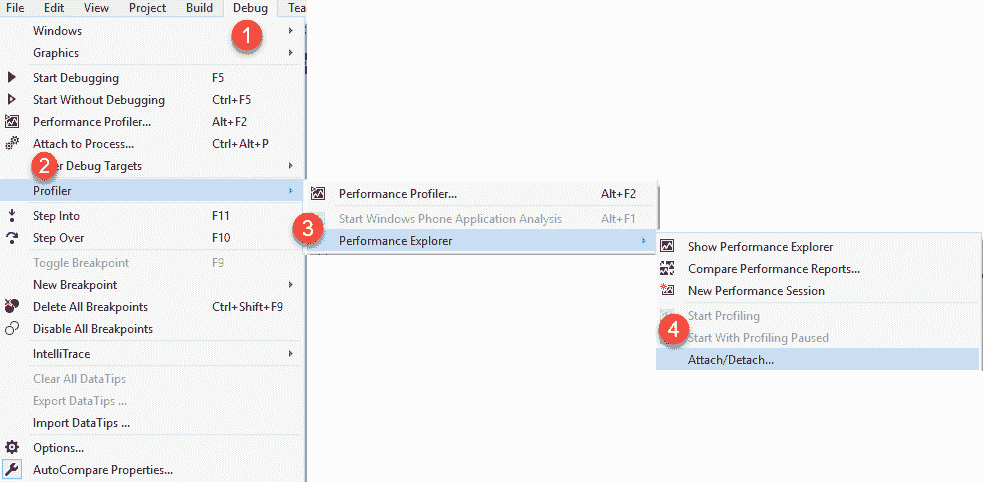 File Edit View Project Build Debug Tea
1
Windows
Graphics
Start Debugging F5
Start Without Debugging Ctrl+F5
Performance Profiler... Alt+F2
Attach to Process... Ctrl+Alt+P
2 Debug Targets
Profiler
Step Into F11
Step Over F10
Toggle Breakpoint F9
New Breakpoint
Delete All Breakpoints Ctrl+Shift+F9
Disable All Breakpoints
IntelliTrace
Clear All DataTips
Export DataTips ...
Import DataTips ...
Options...
AutoCompare Properties...
Performance Profiler... Alt+F2
Start Windows Phone Application Analysis Alt+F1
3
Performance Explorer
Show Performance Explorer
Compare Performance Reports...
New Performance Session
Start Profiling
4
Start With Profiling Paused
Attach/Detach...